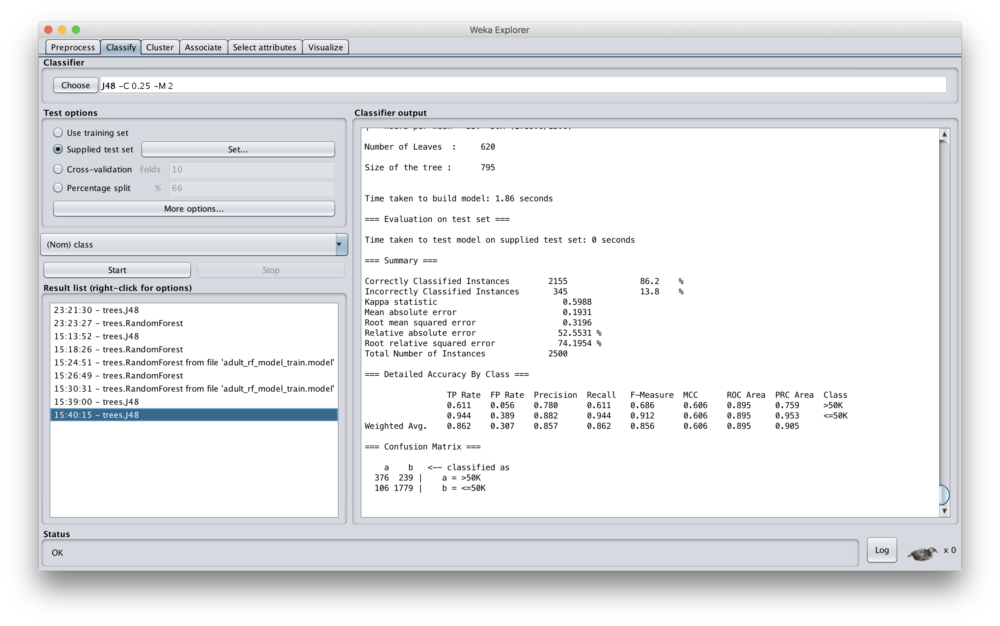 Weka Explorer
Preprocess Classify Cluster Associate Select attributes Visualize
Classifier
Choose J48 -C 0.25 -M 2
Test options
Use training set
Supplied test set Set...
Cross-validation Folds 10
Percentage split % 66
More options...
(Nom) class
Start Stop
Result list (right-click for options)
23:21:30 - trees.J48
23:23:27 - trees.RandomForest
15:13:52 - trees.J48
15:18:26 - trees.RandomForest
15:24:51 - trees.RandomForest from file 'adult_rf_model_train.model'
15:26:49 - trees.RandomForest
15:30:31 - trees.RandomForest from file 'adult_rf_model_train.model'
15:39:00 - trees.J48
15:40:15 - trees.J48
Classifier output
Number of Leaves : 620
Size of the tree : 795
Time taken to build model: 1.86 seconds
=== Evaluation on test set ===
Time taken to test model on supplied test set: 0 seconds
=== Summary ===
Correctly Classified Instances 2155 86.2 %
Incorrectly Classified Instances 345 13.8 %
Kappa statistic 0.5988
Mean absolute error 0.1931
Root mean squared error 0.3196
Relative absolute error 52.5531 %
Root relative squared error 74.1954 %
Total Number of Instances 2500
=== Detailed Accuracy By Class ===
TP Rate FP Rate Precision Recall F-Measure MCC ROC Area PRC Area Class
0.611 0.056 0.780 0.611 0.686 0.606 0.895 0.759 >50K
0.944 0.389 0.882 0.944 0.912 0.606 0.895 0.953 <=50K
Weighted Avg. 0.862 0.307 0.857 0.862 0.856 0.606 0.895 0.905
=== Confusion Matrix ===
a b <-- classified as
376 239 | a = >50K
106 1779 | b = <=50K
Status
OK
Log x 0